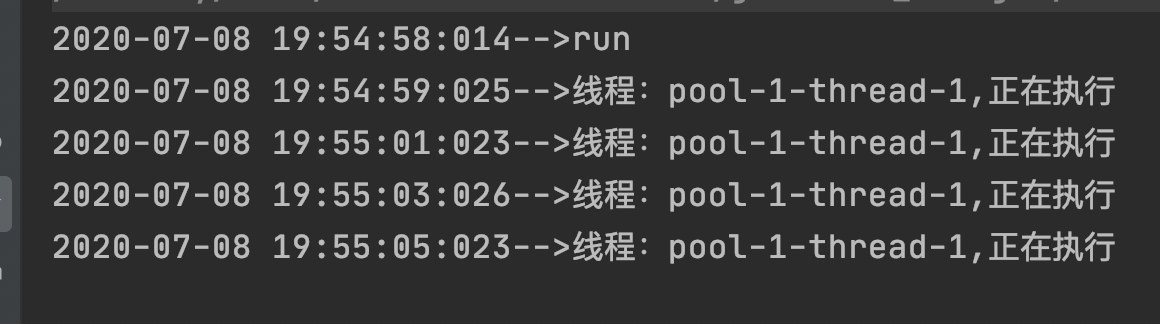 2020-07-08 19:54:58:014-->run
2020-07-08 19:54:59:025-->线程：pool-1-thread-1,正在执行
2020-07-08 19:55:01:023-->线程：pool-1-thread-1,正在执行
2020-07-08 19:55:03:026-->线程：pool-1-thread-1,正在执行
2020-07-08 19:55:05:023-->线程：pool-1-thread-1,正在执行